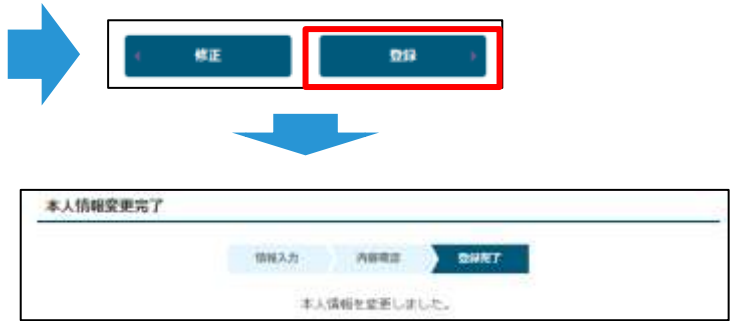 修正
登録
本人情報変更完了
情報入力
内容確認
登録完了
本人情報を変更しました。